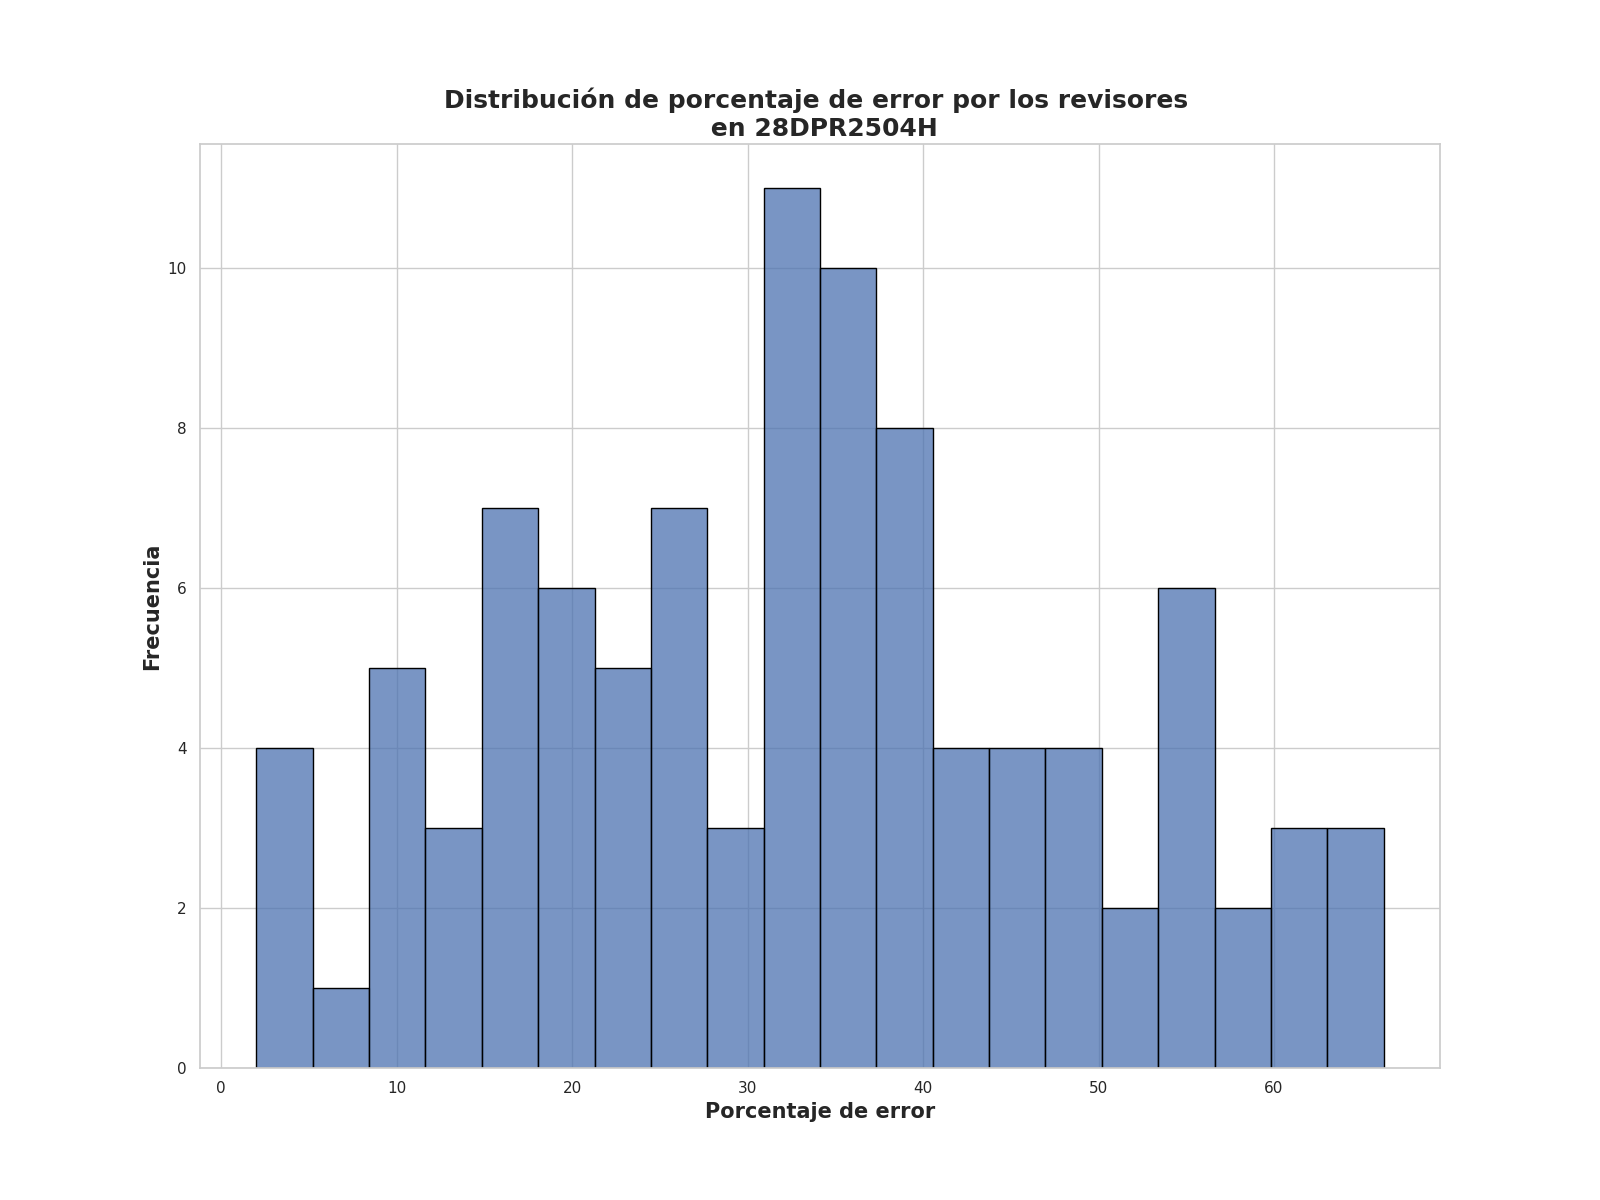 Distribución de porcentaje de error por los revisores
en 28DPR2504H
Frecuencia
10
8
6
4
2
0
0 10 20 30 40 50 60
Porcentaje de error